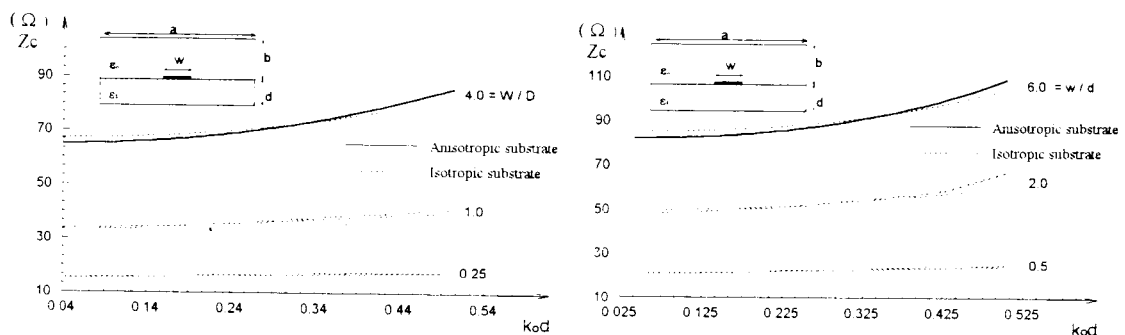 (Ω)
Zc
a
b
w
d
90
70
50
30
10
4.0 = W / D
Anisotropic substrate
Isotropic substrate
1.0
0.25
0 04
0 14
0 24
0 34
0 44
0 54
kod
(Ω)
Zc
a
b
w
d
110
90
70
50
30
10
6.0 = w / d
Anisotropic substrate
Isotropic substrate
2.0
0.5
0 025
0 125
0 225
0 325
0 425
0 525
kod